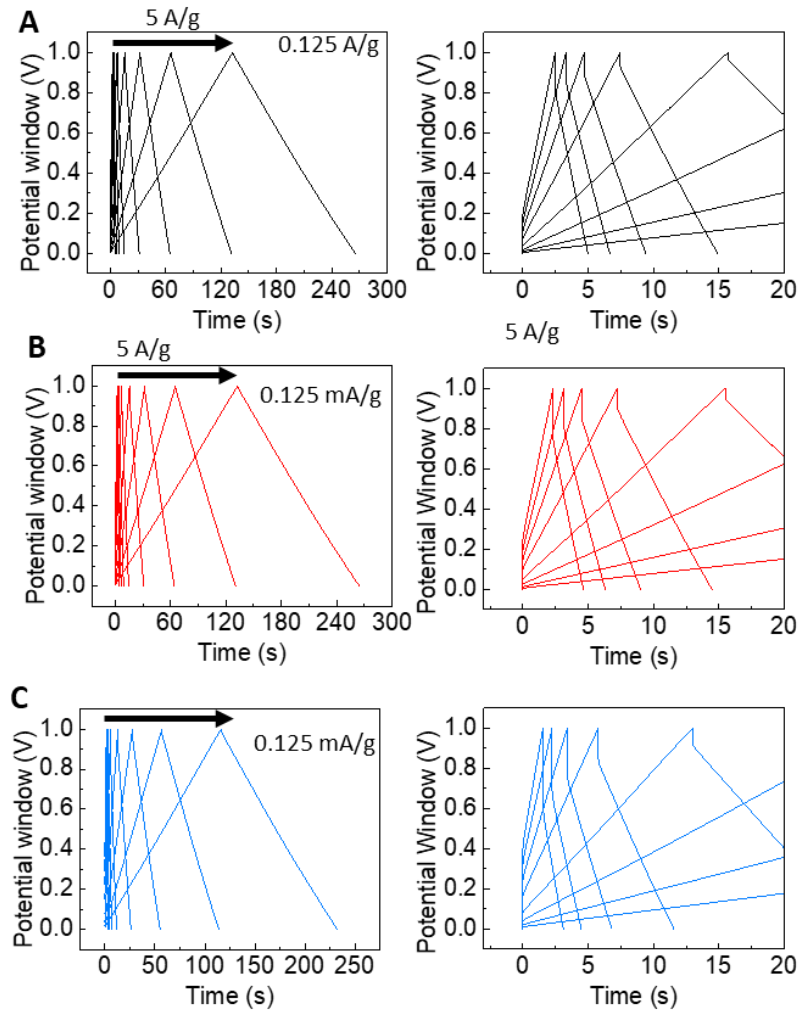 A
5 A/g
0.125 A/g
Potential window (V)
1.0
0.8
0.6
0.4
0.2
0.0
0 60 120 180 240 300
Time (s)
Potential window (V)
1.0
0.8
0.6
0.4
0.2
0.0
0 5 10 15 20
Time (s)
B
5 A/g
0.125 mA/g
Potential window (V)
1.0
0.8
0.6
0.4
0.2
0.0
0 60 120 180 240 300
Time (s)
5 A/g
Potential Window (V)
1.0
0.8
0.6
0.4
0.2
0.0
0 5 10 15 20
Time (s)
C
0.125 mA/g
Potential window (V)
1.0
0.8
0.6
0.4
0.2
0.0
0 50 100 150 200 250
Time (s)
Potential Window (V)
1.0
0.8
0.6
0.4
0.2
0.0
0 5 10 15 20
Time (s)